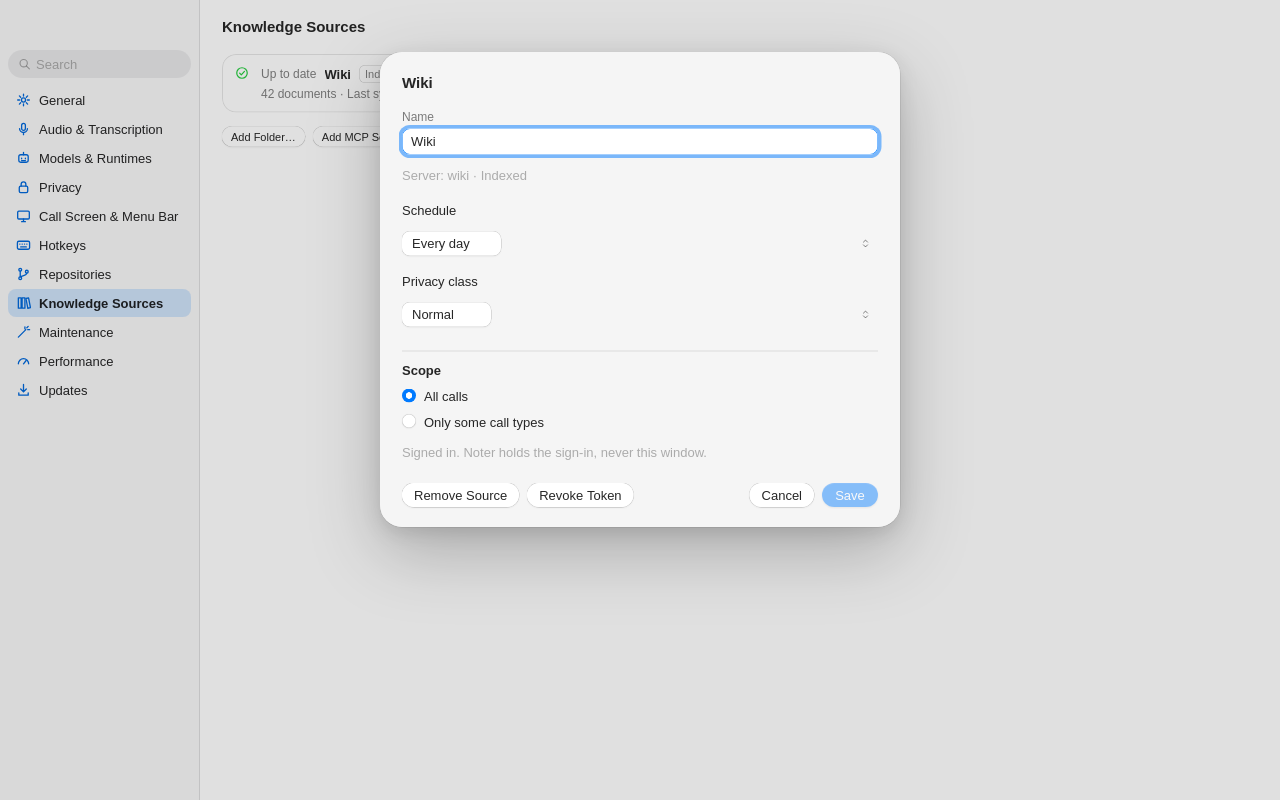 Knowledge Sources
Search
General
Audio & Transcription
Models & Runtimes
Privacy
Call Screen & Menu Bar
Hotkeys
Repositories
Knowledge Sources
Maintenance
Performance
Updates
Up to date Wiki
42 documents · Last
Add Folder… Add MCP
Wiki
Name
Wiki
Server: wiki · Indexed
Schedule
Every day
Privacy class
Normal
Scope
All calls
Only some call types
Signed in. Noter holds the sign-in, never this window.
Remove Source Revoke Token Cancel Save